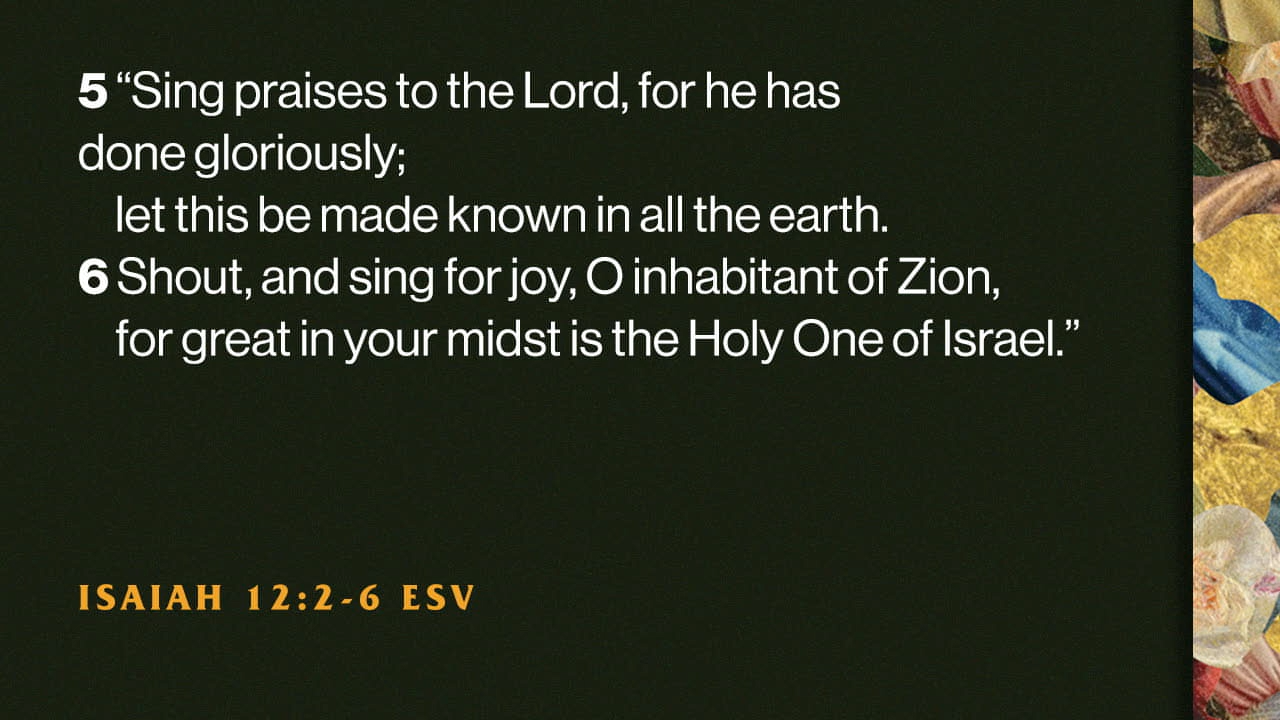 5 “Sing praises to the Lord, for he has
done gloriously;
let this be made known in all the earth.
6 Shout, and sing for joy, O inhabitant of Zion,
for great in your midst is the Holy One of Israel.”
ISAIAH 12:2-6 ESV